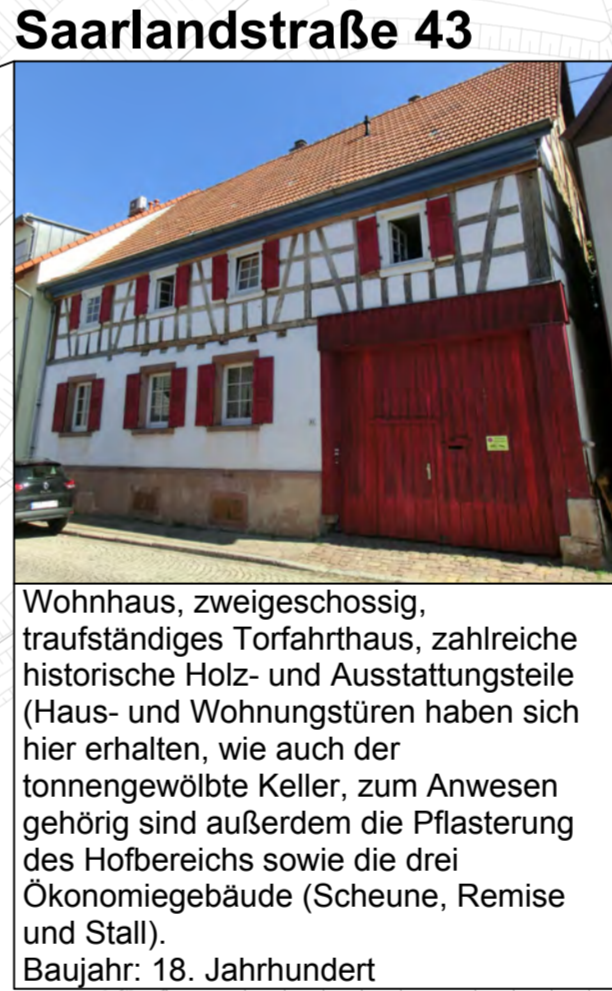 Saarlandstraße 43
Wohnhaus, zweigeschossig,
traufständiges Torfahrthaus, zahlreiche
historische Holz- und Ausstattungsteile
(Haus- und Wohnungstüren haben sich
hier erhalten, wie auch der
tonnengewölbte Keller, zum Anwesen
gehörig sind außerdem die Pflasterung
des Hofbereichs sowie die drei
Ökonomiegebäude (Scheune, Remise
und Stall).
Baujahr: 18. Jahrhundert